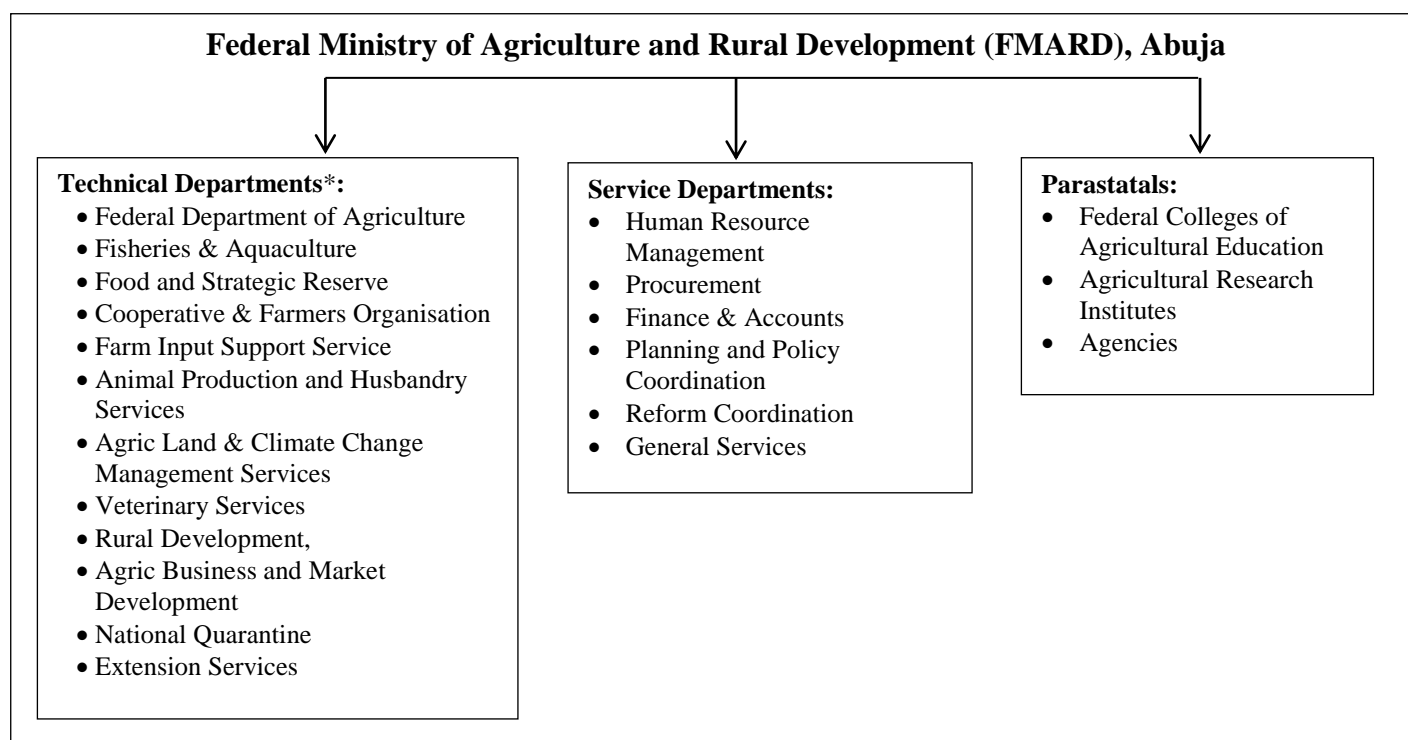 Federal Ministry of Agriculture and Rural Development (FMARD), Abuja
Technical Departments*:
• Federal Department of Agriculture
• Fisheries & Aquaculture
• Food and Strategic Reserve
• Cooperative & Farmers Organisation
• Farm Input Support Service
• Animal Production and Husbandry
Services
• Agric Land & Climate Change
Management Services
• Veterinary Services
• Rural Development,
• Agric Business and Market
Development
• National Quarantine
• Extension Services
Service Departments:
• Human Resource
Management
• Procurement
• Finance & Accounts
• Planning and Policy
Coordination
• Reform Coordination
• General Services
Parastatals:
• Federal Colleges of
Agricultural Education
• Agricultural Research
Institutes
• Agencies